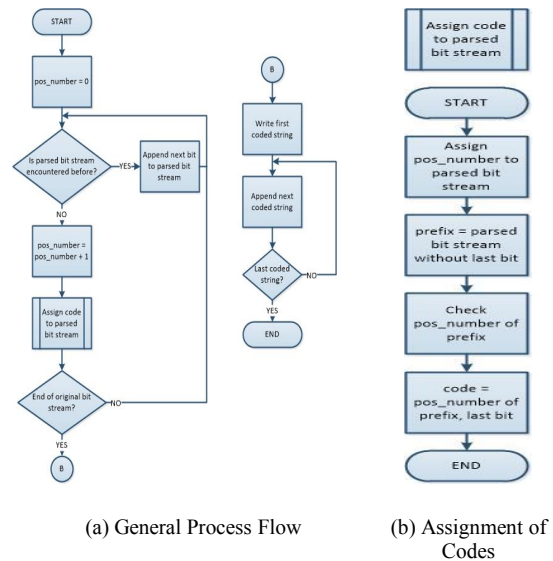 START
pos_number = 0
Is parsed bit stream
encountered before?
YES
Append next bit
to parsed bit
stream
NO
pos_number =
pos_number + 1
Assign code
to parsed
bit stream
End of original bit
stream?
NO
YES
B
B
Write first
coded string
Append next
coded string
Last coded
string?
NO
YES
END
(a) General Process Flow
Assign code
to parsed
bit stream
START
Assign
pos_number to
parsed bit
stream
prefix = parsed
bit stream
without last bit
Check
pos_number of
prefix
code =
pos_number of
prefix, last bit
END
(b) Assignment of
Codes